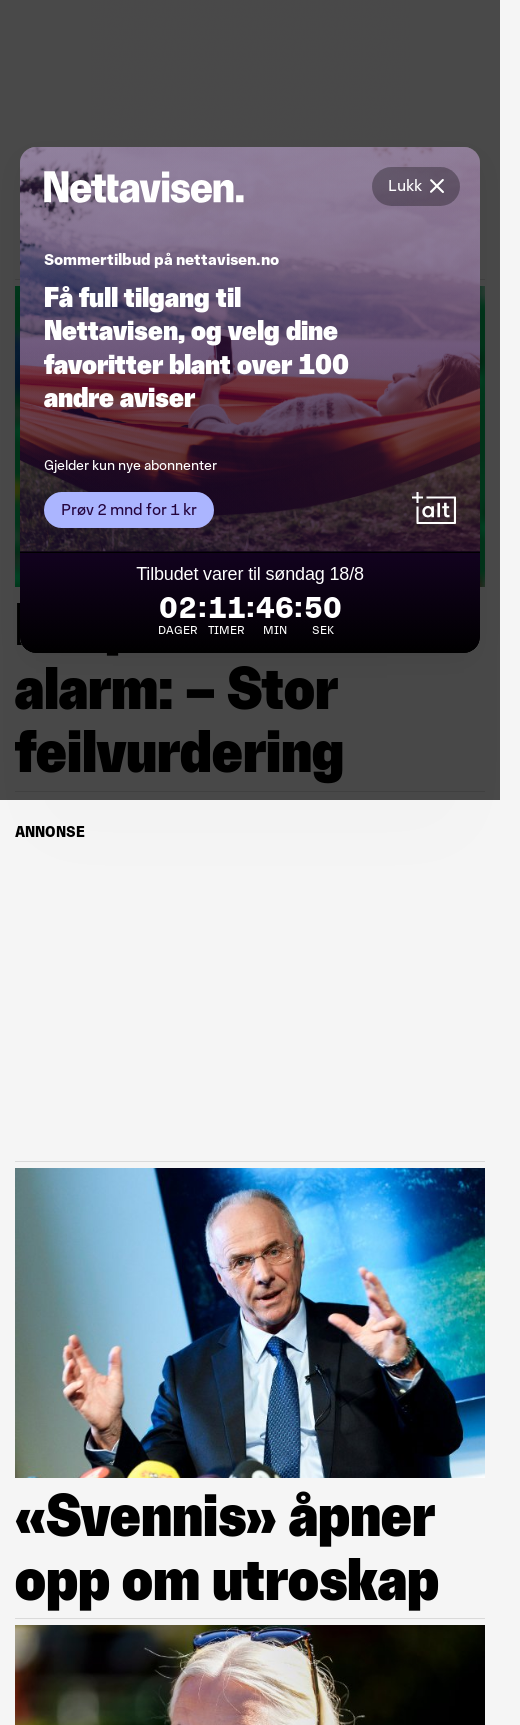 Nettavisen.
Lukk
Sommertilbud på nettavisen.no
Få full tilgang til
Nettavisen, og velg dine
favoritter blant over 100
andre aviser
Gjelder kun nye abonnenter
Prøv 2 mnd for 1 kr
+alt
Tilbudet varer til søndag 18/8
02:11:46:50
DAGER TIMER MIN SEK
alarm: – Stor
feilvurdering
ANNONSE
«Svennis» åpner
opp om utroskap